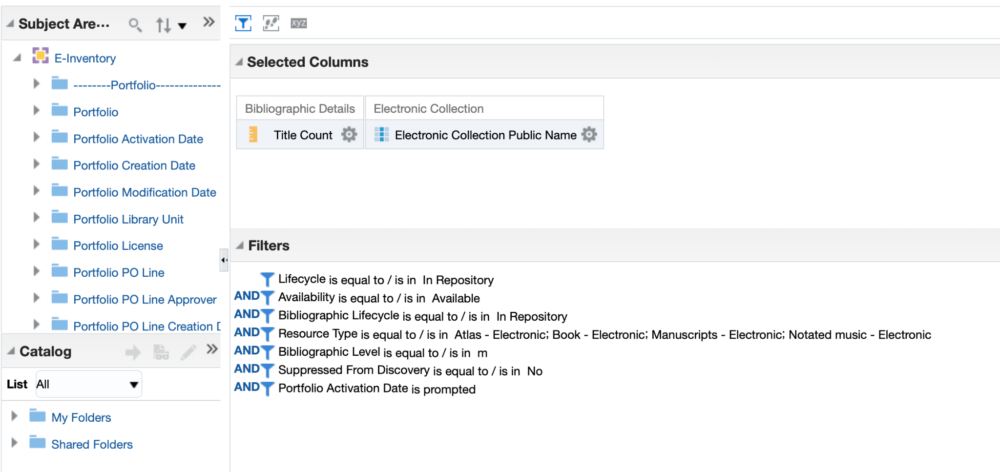 Subject Are...
E-Inventory
--------Portfolio--------------
Portfolio
Portfolio Activation Date
Portfolio Creation Date
Portfolio Modification Date
Portfolio Library Unit
Portfolio License
Portfolio PO Line
Portfolio PO Line Approver
Portfolio PO Line Creation D
Catalog
List All
My Folders
Shared Folders
xyz
Selected Columns
Bibliographic Details Electronic Collection
Title Count Electronic Collection Public Name
Filters
Lifecycle is equal to / is in In Repository
AND Availability is equal to / is in Available
AND Bibliographic Lifecycle is equal to / is in In Repository
AND Resource Type is equal to / is in Atlas - Electronic; Book - Electronic; Manuscripts - Electronic; Notated music - Electronic
AND Bibliographic Level is equal to / is in m
AND Suppressed From Discovery is equal to / is in No
AND Portfolio Activation Date is prompted